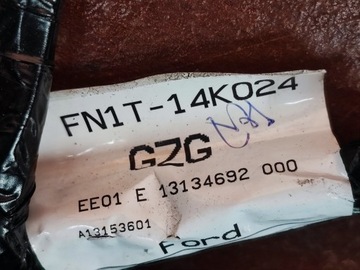 FN1T-14K024
GZG
EE01 E 13134692 000
A13153601
Ford